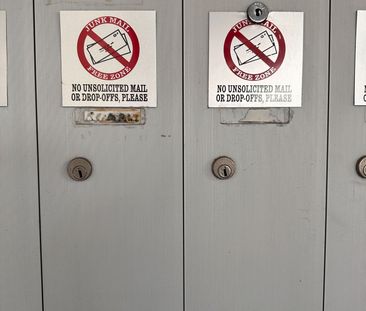 JUNK MAIL
FREE ZONE
NO UNSOLICITED MAIL
OR DROP-OFFS, PLEASE
JUNK MAIL
FREE ZONE
NO UNSOLICITED MAIL
OR DROP-OFFS, PLEASE